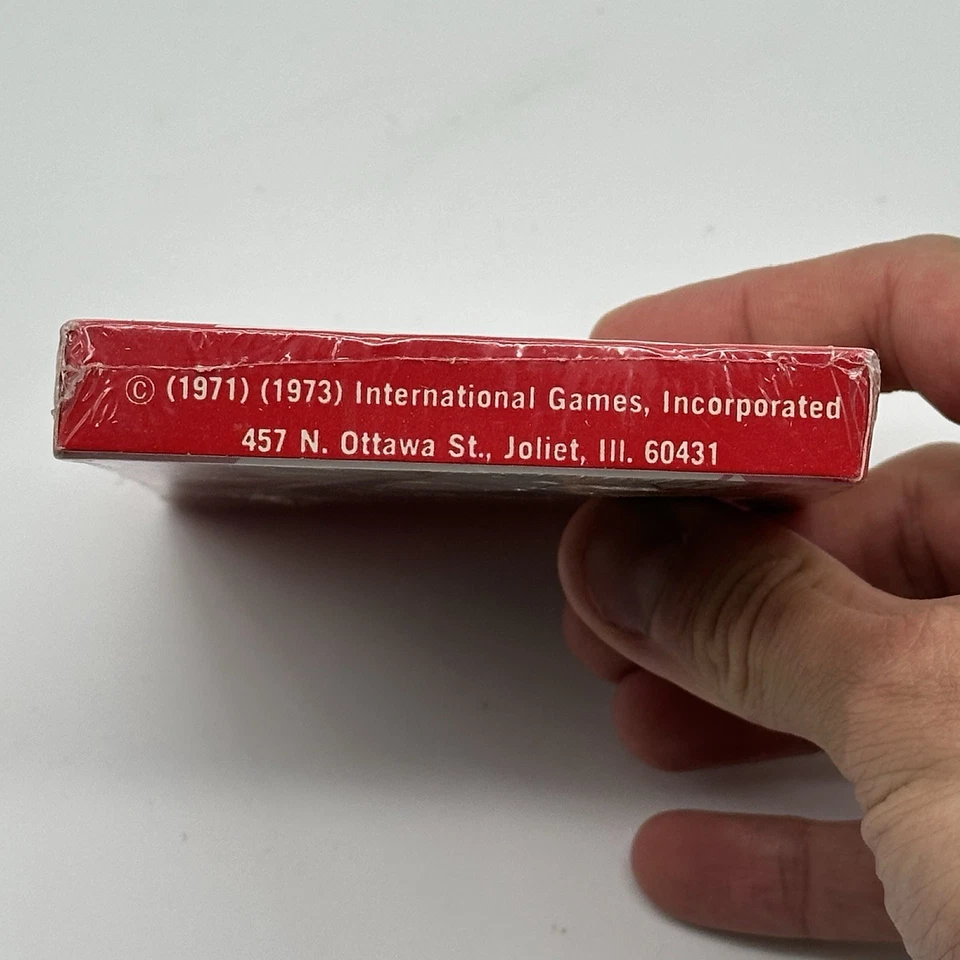 © (1971) (1973) International Games, Incorporated
457 N. Ottawa St., Joliet, Ill. 60431